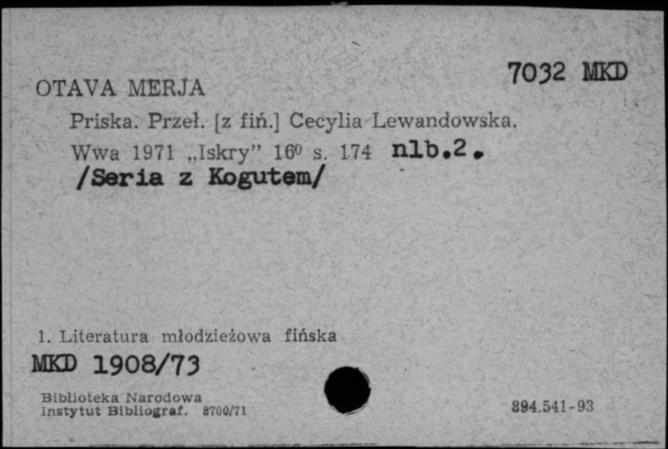 7032 MKD
OTAVA MERJA
Priska. Przeł. [z fiń.] Cecylia Lewandowska.
Wwa 1971 „Iskry” 16º s. 174 nlb.2.
/Seria z Kogutem/
1. Literatura młodzieżowa fińska
MKD 1908/73
Biblioteka Narodowa
Instytut Bibliograf. 8700/71
894.541-93